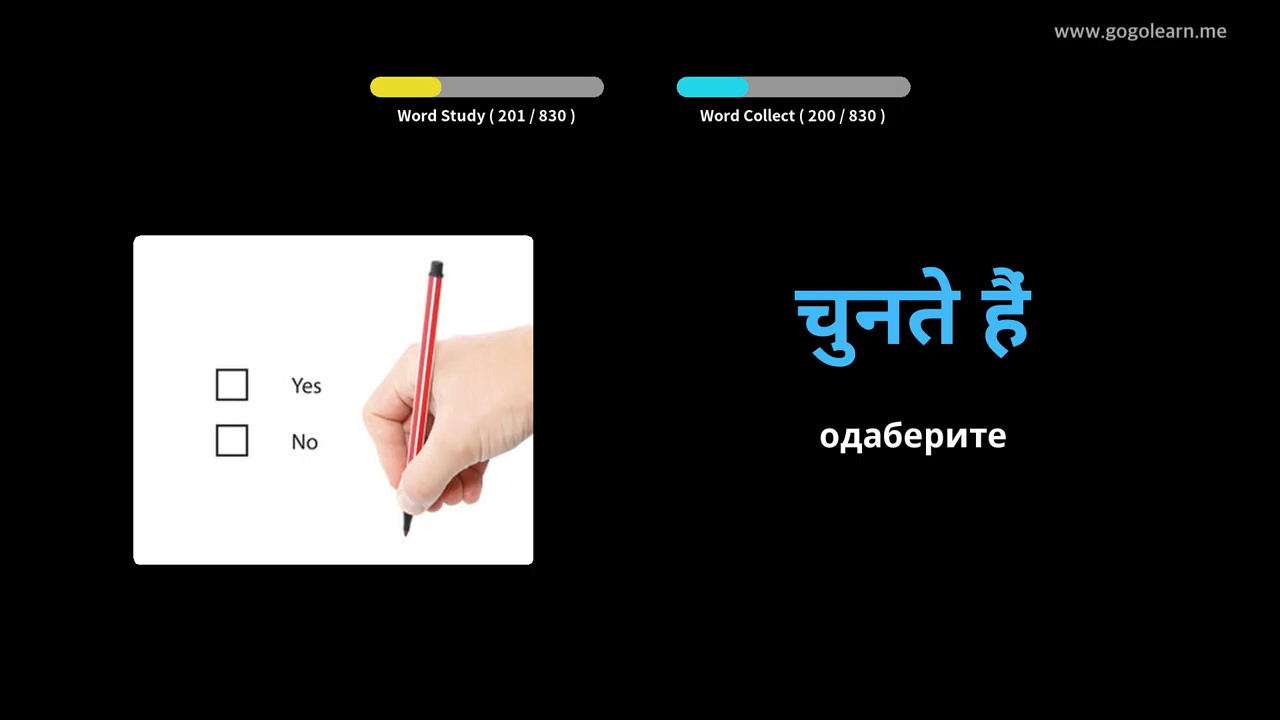 www.gogolearn.me
Word Study ( 201 / 830 )
Word Collect ( 200 / 830 )
Yes
No
चुनते हैं
одаберите